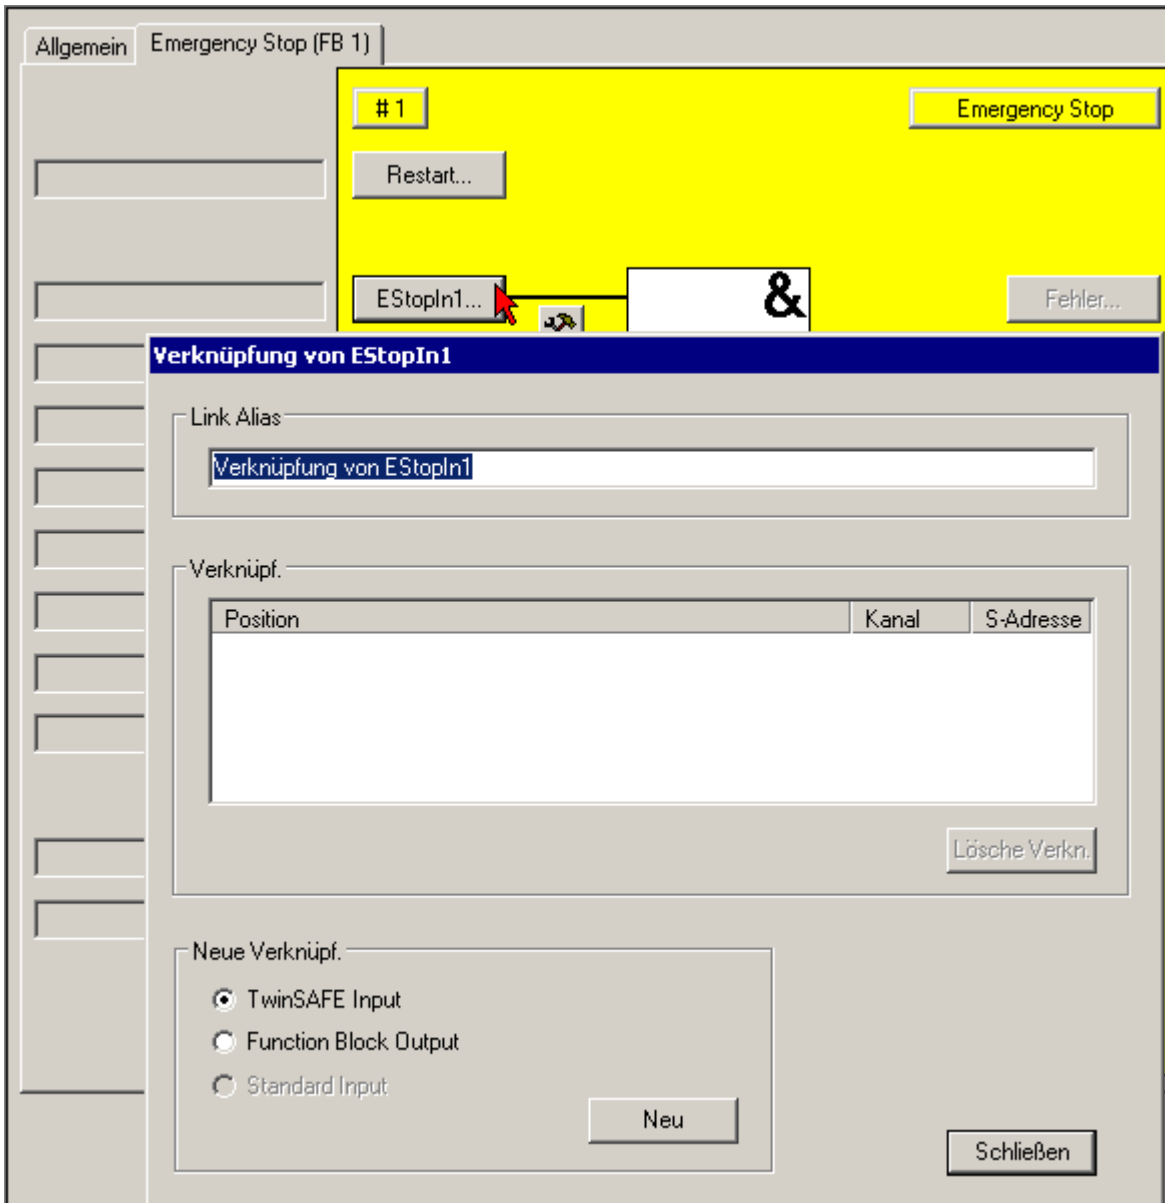 Allgemein
Emergency Stop (FB 1)
# 1
Emergency Stop
Restart...
EStopIn1...
&
Fehler...
Verknüpfung von EStopIn1
Link Alias
Verknüpfung von EStopIn1
Verknüpf.
Position Kanal S-Adresse
Lösche Verkn.
Neue Verknüpf.
TwinSAFE Input
Function Block Output
Standard Input
Neu
Schließen